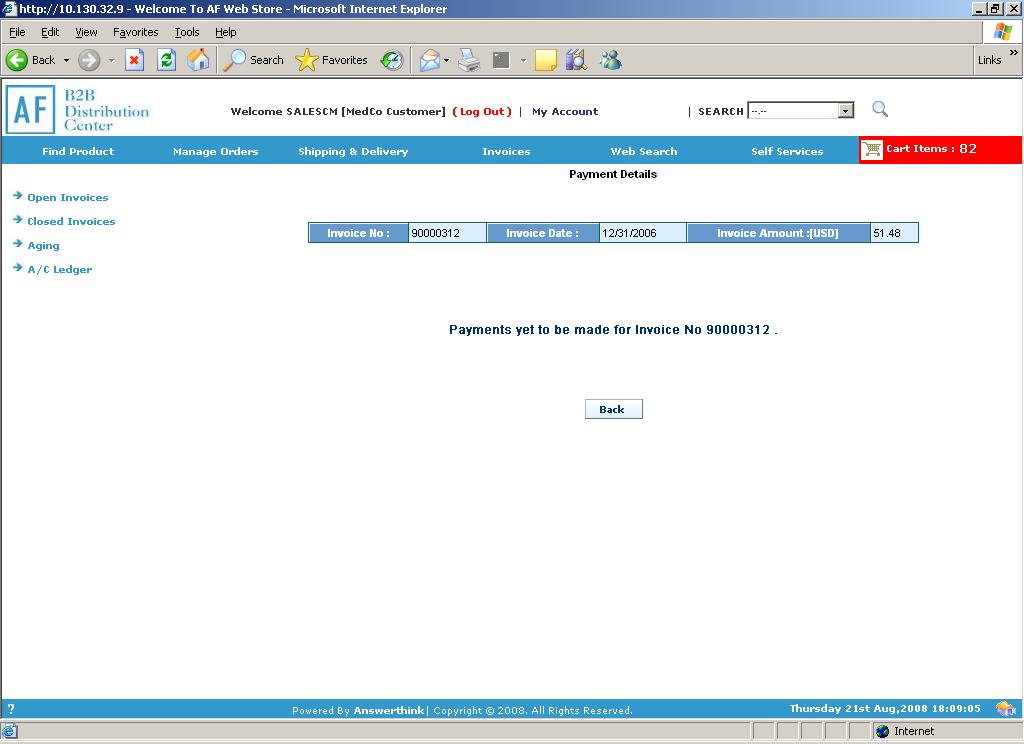 http://10.130.32.9 - Welcome To AF Web Store - Microsoft Internet Explorer
File Edit View Favorites Tools Help
Back Search Favorites Links »
AF B2B
Distribution
Center
Welcome SALESCM [MedCo Customer] ( Log Out ) | My Account | SEARCH --.--
Find Product Manage Orders Shipping & Delivery Invoices Web Search Self Services Cart Items : 82
Payment Details
Open Invoices
Closed Invoices
Aging
A/C Ledger
Invoice No : 90000312 Invoice Date : 12/31/2006 Invoice Amount :[USD] 51.48
Payments yet to be made for Invoice No 90000312 .
Back
? Powered By Answerthink| Copyright © 2008. All Rights Reserved. Thursday 21st Aug,2008 18:09:05
Internet